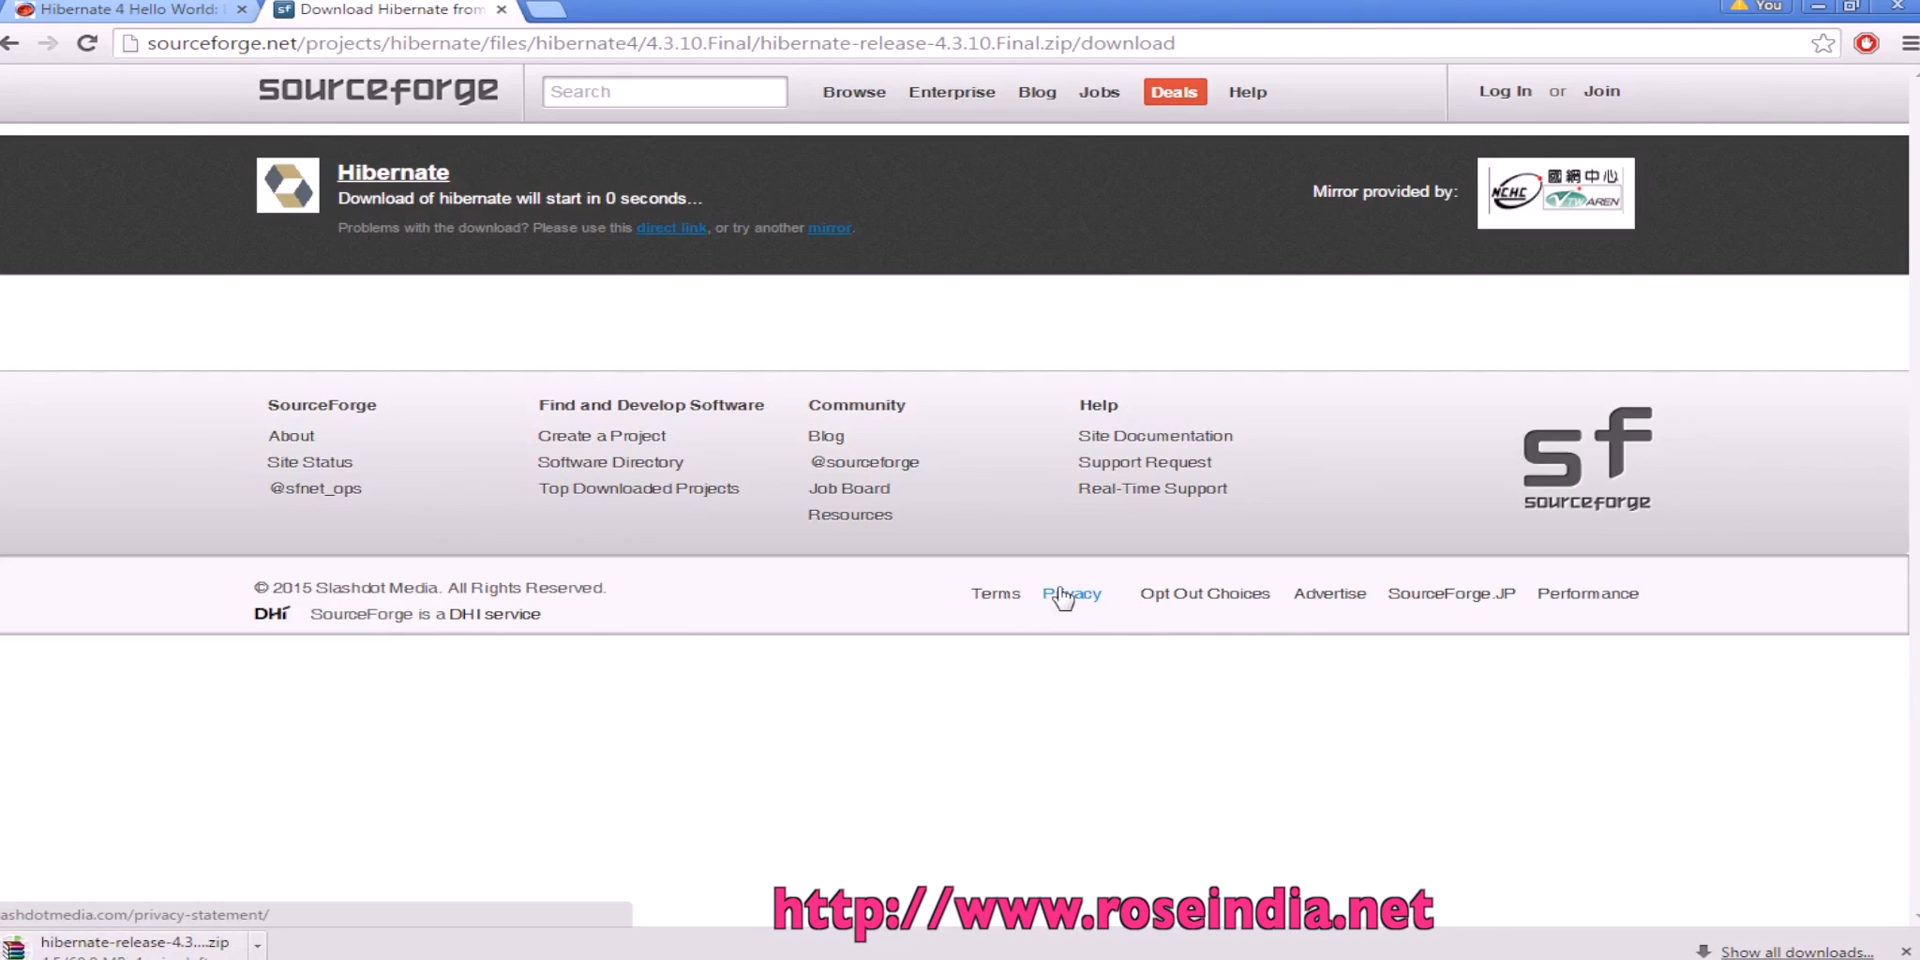 Hibernate 4 Hello World:
Download Hibernate from
You
sourceforge.net/projects/hibernate/files/hibernate4/4.3.10.Final/hibernate-release-4.3.10.Final.zip/download
sourceforge
Search
Browse Enterprise Blog Jobs Deals Help
Log In or Join
Hibernate
Download of hibernate will start in 0 seconds...
Problems with the download? Please use this direct link, or try another mirror.
Mirror provided by:
NCHC
國網中心
TWAREN
SourceForge
About
Site Status
@sfnet_ops
Find and Develop Software
Create a Project
Software Directory
Top Downloaded Projects
Community
Blog
@sourceforge
Job Board
Resources
Help
Site Documentation
Support Request
Real-Time Support
sf
sourceforge
© 2015 Slashdot Media. All Rights Reserved.
DHI SourceForge is a DHI service
Terms Privacy Opt Out Choices Advertise SourceForge.JP Performance
http://www.roseindia.net
ashdotmedia.com/privacy-statement/
hibernate-release-4.3....zip
Show all downloads...